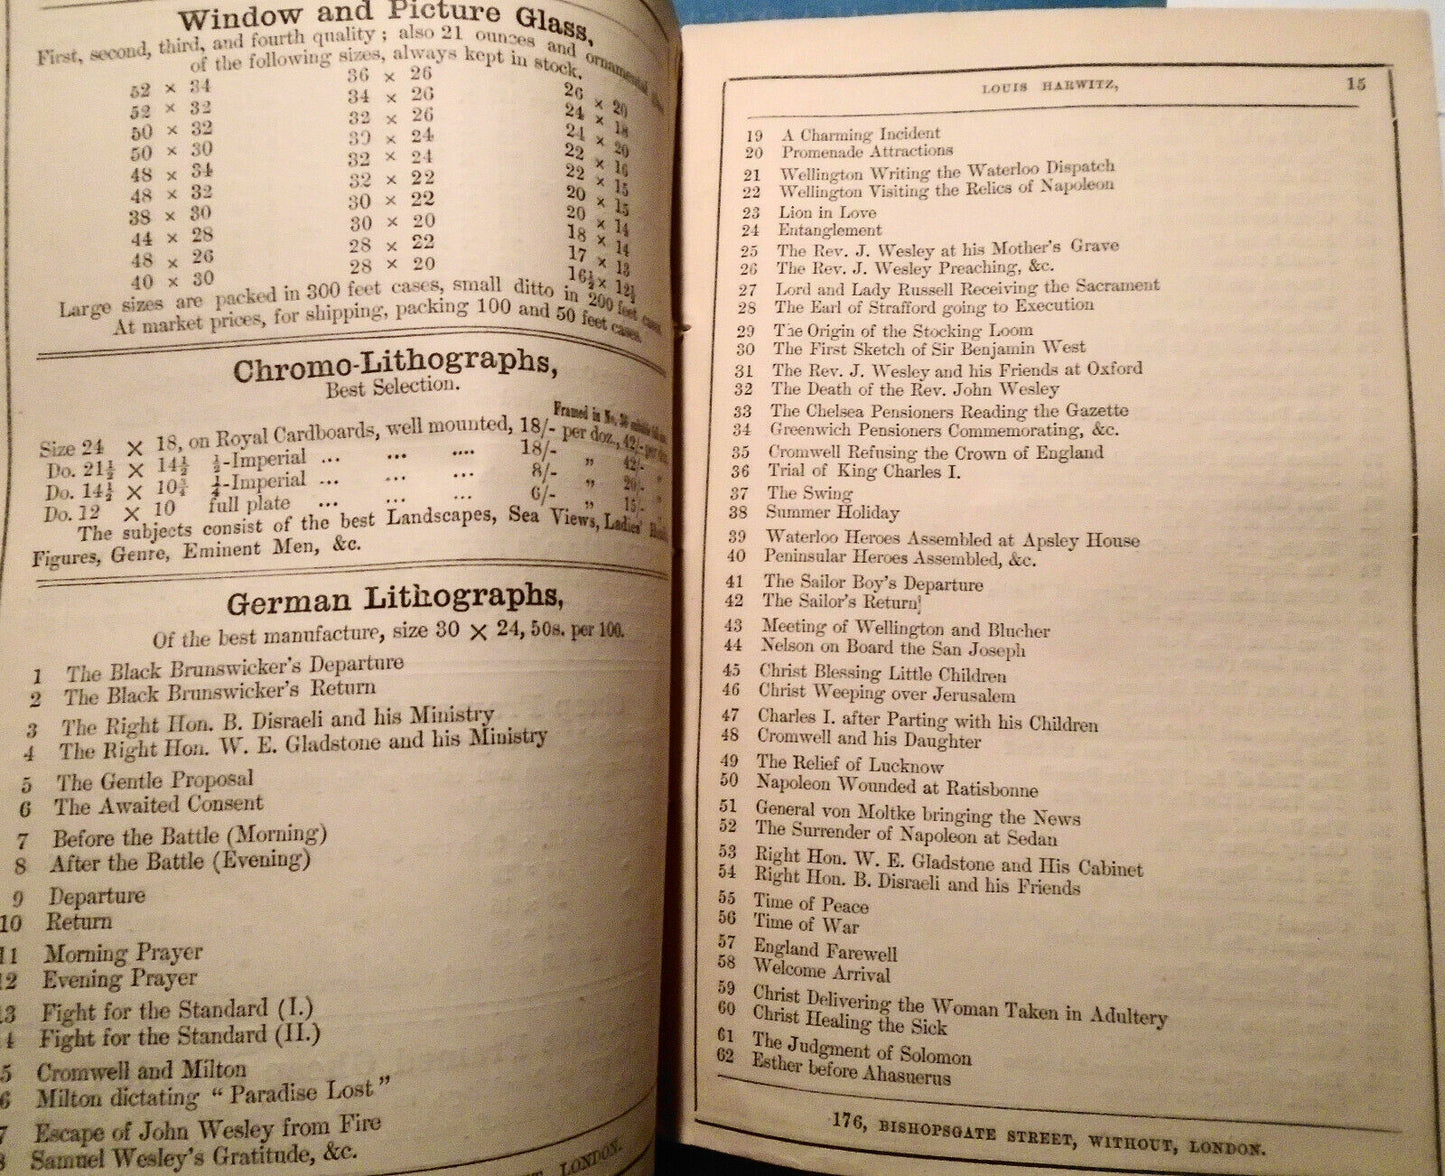 Window and Picture Glass,
First, second, third, and fourth quality; also 21 ounces and ornamental
of the following sizes, always kept in stock.
52 × 34
52 × 32
50 × 32
50 × 30
48 × 34
48 × 32
38 × 30
44 × 28
48 × 26
40 × 30
36 × 26
34 × 26
32 × 26
30 × 24
32 × 24
32 × 22
30 × 22
30 × 20
28 × 22
28 × 20
26 × 20
24 × 18
24 × 20
22 × 16
22 × 15
20 × 15
20 × 14
18 × 14
17 × 13
16½ × 12½
Large sizes are packed in 300 feet cases, small ditto in 200 feet cases.
At market prices, for shipping, packing 100 and 50 feet cases.
Chromo-Lithographs,
Best Selection.
Framed in No.
Size 24 × 18, on Royal Cardboards, well mounted, 18/- per doz., 42/- per doz.
Do. 21½ × 14½ ½-Imperial ... ... .... 18/- „ 42/- „
Do. 14½ × 10¾ ¼-Imperial ... ... ... 8/- „ „
Do. 12 × 10 full plate ... ... ... 6/- „ 15/- „
The subjects consist of the best Landscapes, Sea Views, Ladies'
Figures, Genre, Eminent Men, &c.
German Lithographs,
Of the best manufacture, size 30 × 24, 50s. per 100.
1 The Black Brunswicker's Departure
2 The Black Brunswicker's Return
3 The Right Hon. B. Disraeli and his Ministry
4 The Right Hon. W. E. Gladstone and his Ministry
5 The Gentle Proposal
6 The Awaited Consent
7 Before the Battle (Morning)
8 After the Battle (Evening)
9 Departure
10 Return
11 Morning Prayer
12 Evening Prayer
13 Fight for the Standard (I.)
4 Fight for the Standard (II.)
5 Cromwell and Milton
6 Milton dictating "Paradise Lost"
7 Escape of John Wesley from Fire
8 Samuel Wesley's Gratitude, &c.
LONDON.
LOUIS HARWITZ, 15
19 A Charming Incident
20 Promenade Attractions
21 Wellington Writing the Waterloo Dispatch
22 Wellington Visiting the Relics of Napoleon
23 Lion in Love
24 Entanglement
25 The Rev. J. Wesley at his Mother's Grave
26 The Rev. J. Wesley Preaching, &c.
27 Lord and Lady Russell Receiving the Sacrament
28 The Earl of Strafford going to Execution
29 The Origin of the Stocking Loom
30 The First Sketch of Sir Benjamin West
31 The Rev. J. Wesley and his Friends at Oxford
32 The Death of the Rev. John Wesley
33 The Chelsea Pensioners Reading the Gazette
34 Greenwich Pensioners Commemorating, &c.
35 Cromwell Refusing the Crown of England
36 Trial of King Charles I.
37 The Swing
38 Summer Holiday
39 Waterloo Heroes Assembled at Apsley House
40 Peninsular Heroes Assembled, &c.
41 The Sailor Boy's Departure
42 The Sailor's Return
43 Meeting of Wellington and Blucher
44 Nelson on Board the San Joseph
45 Christ Blessing Little Children
46 Christ Weeping over Jerusalem
47 Charles I. after Parting with his Children
48 Cromwell and his Daughter
49 The Relief of Lucknow
50 Napoleon Wounded at Ratisbonne
51 General von Moltke bringing the News
52 The Surrender of Napoleon at Sedan
53 Right Hon. W. E. Gladstone and His Cabinet
54 Right Hon. B. Disraeli and his Friends
55 Time of Peace
56 Time of War
57 England Farewell
58 Welcome Arrival
59 Christ Delivering the Woman Taken in Adultery
60 Christ Healing the Sick
61 The Judgment of Solomon
62 Esther before Ahasuerus
176, BISHOPSGATE STREET, WITHOUT, LONDON.